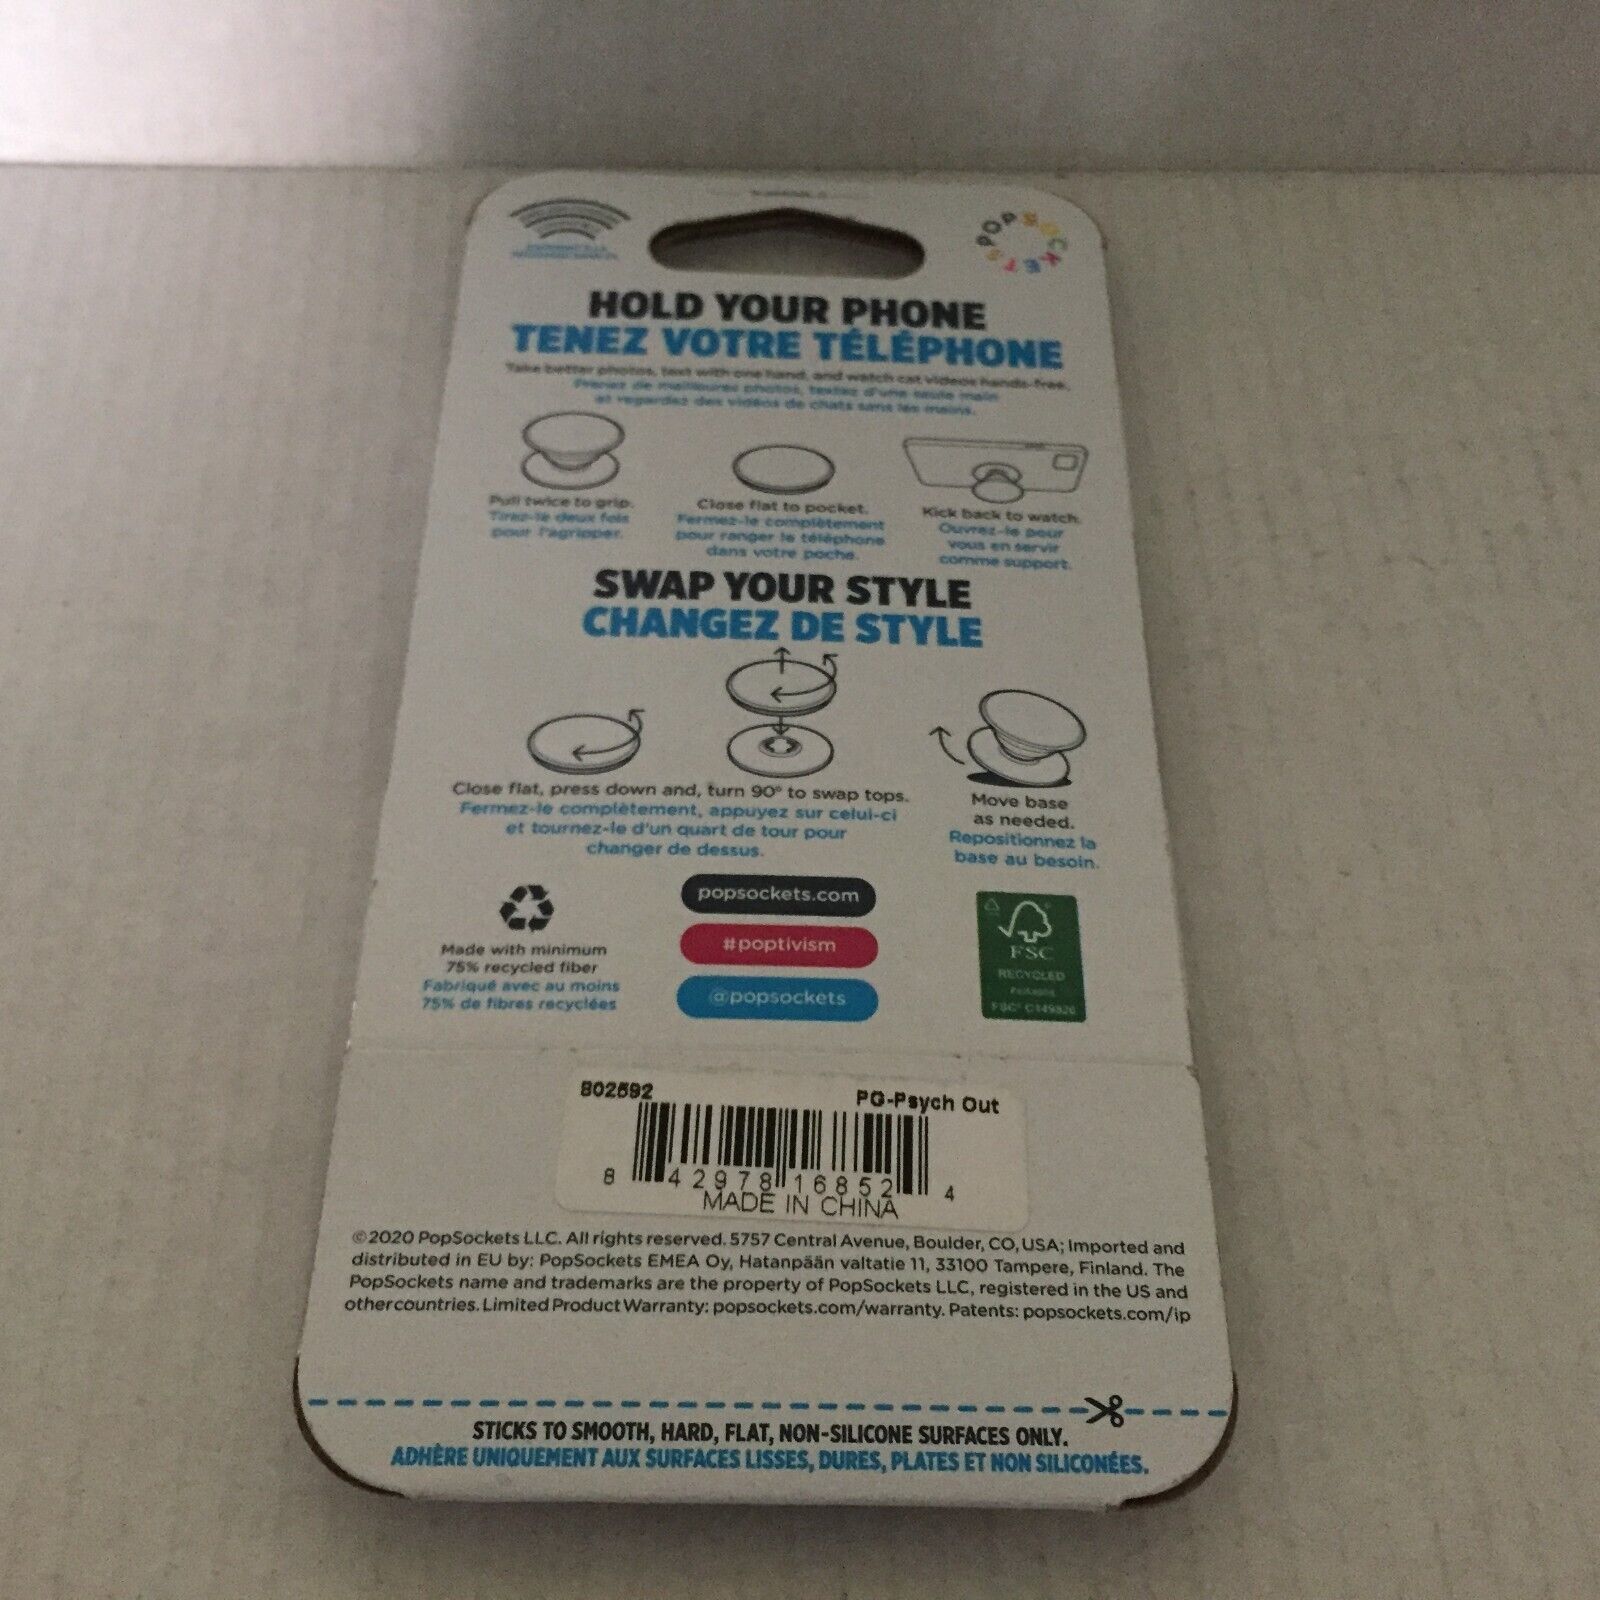 POPSOCKETS
HOLD YOUR PHONE
TENEZ VOTRE TÉLÉPHONE
Take better photos, text with one hand, and watch cat videos hands-free.
Prenez de meilleures photos, textez d'une seule main
et regardez des vidéos de chats sans les mains.
Pull twice to grip.
Tirez-le deux fois
pour l'agripper.
Close flat to pocket.
Fermez-le complètement
pour ranger le téléphone
dans votre poche.
Kick back to watch.
Ouvrez-le pour
vous en servir
comme support.
SWAP YOUR STYLE
CHANGEZ DE STYLE
Close flat, press down and, turn 90° to swap tops.
Fermez-le complètement, appuyez sur celui-ci
et tournez-le d'un quart de tour pour
changer de dessus.
Move base
as needed.
Repositionnez la
base au besoin.
Made with minimum
75% recycled fiber
Fabriqué avec au moins
75% de fibres recyclées
popsockets.com
#poptivism
@popsockets
FSC
RECYCLED
Packaging
FSC® C149820
802592 PG-Psych Out
8 42978 16852 4
MADE IN CHINA
©2020 PopSockets LLC. All rights reserved. 5757 Central Avenue, Boulder, CO, USA; Imported and
distributed in EU by: PopSockets EMEA Oy, Hatanpään valtatie 11, 33100 Tampere, Finland. The
PopSockets name and trademarks are the property of PopSockets LLC, registered in the US and
other countries. Limited Product Warranty: popsockets.com/warranty. Patents: popsockets.com/ip
STICKS TO SMOOTH, HARD, FLAT, NON-SILICONE SURFACES ONLY.
ADHÈRE UNIQUEMENT AUX SURFACES LISSES, DURES, PLATES ET NON SILICONÉES.